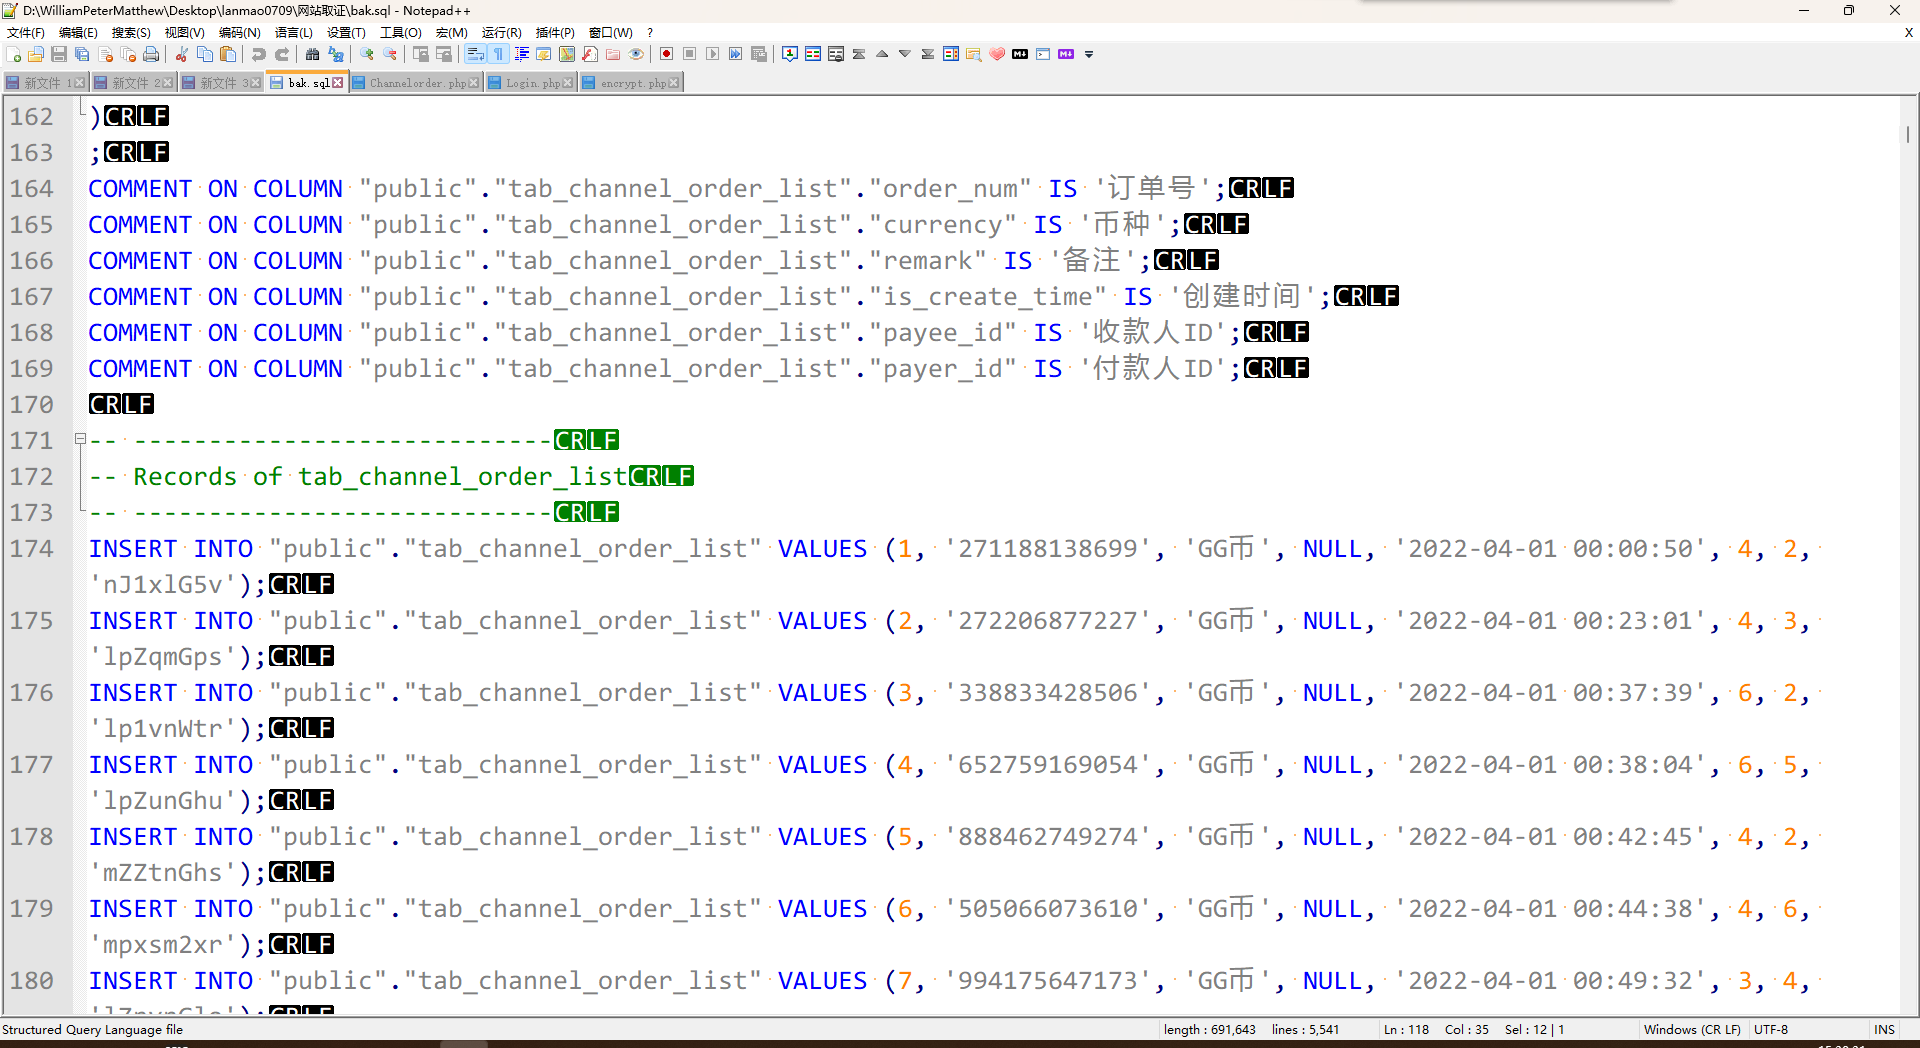 D:\WilliamPeterMatthew\Desktop\lanmao0709\网站取证\bak.sql - Notepad++
文件(F) 编辑(E) 搜索(S) 视图(V) 编码(N) 语言(L) 设置(T) 工具(O) 宏(M) 运行(R) 插件(P) 窗口(W) ? X
新文件 1 新文件 2 新文件 3 bak.sql Channelorder.php Login.php encrypt.php
162 )CRLF
163 ;CRLF
164 COMMENT ON COLUMN "public"."tab_channel_order_list"."order_num" IS '订单号';CRLF
165 COMMENT ON COLUMN "public"."tab_channel_order_list"."currency" IS '币种';CRLF
166 COMMENT ON COLUMN "public"."tab_channel_order_list"."remark" IS '备注';CRLF
167 COMMENT ON COLUMN "public"."tab_channel_order_list"."is_create_time" IS '创建时间';CRLF
168 COMMENT ON COLUMN "public"."tab_channel_order_list"."payee_id" IS '收款人ID';CRLF
169 COMMENT ON COLUMN "public"."tab_channel_order_list"."payer_id" IS '付款人ID';CRLF
170 CRLF
171 -- ----------------------------CRLF
172 -- Records of tab_channel_order_listCRLF
173 -- ----------------------------CRLF
174 INSERT INTO "public"."tab_channel_order_list" VALUES (1, '271188138699', 'GG币', NULL, '2022-04-01 00:00:50', 4, 2,
'nJ1xlG5v');CRLF
175 INSERT INTO "public"."tab_channel_order_list" VALUES (2, '272206877227', 'GG币', NULL, '2022-04-01 00:23:01', 4, 3,
'lpZqmGps');CRLF
176 INSERT INTO "public"."tab_channel_order_list" VALUES (3, '338833428506', 'GG币', NULL, '2022-04-01 00:37:39', 6, 2,
'lp1vnWtr');CRLF
177 INSERT INTO "public"."tab_channel_order_list" VALUES (4, '652759169054', 'GG币', NULL, '2022-04-01 00:38:04', 6, 5,
'lpZunGhu');CRLF
178 INSERT INTO "public"."tab_channel_order_list" VALUES (5, '888462749274', 'GG币', NULL, '2022-04-01 00:42:45', 4, 2,
'mZZtnGhs');CRLF
179 INSERT INTO "public"."tab_channel_order_list" VALUES (6, '505066073610', 'GG币', NULL, '2022-04-01 00:44:38', 4, 6,
'mpxsm2xr');CRLF
180 INSERT INTO "public"."tab_channel_order_list" VALUES (7, '994175647173', 'GG币', NULL, '2022-04-01 00:49:32', 3, 4,
Structured Query Language file length : 691,643 lines : 5,541 Ln : 118 Col : 35 Sel : 12 | 1 Windows (CR LF) UTF-8 INS